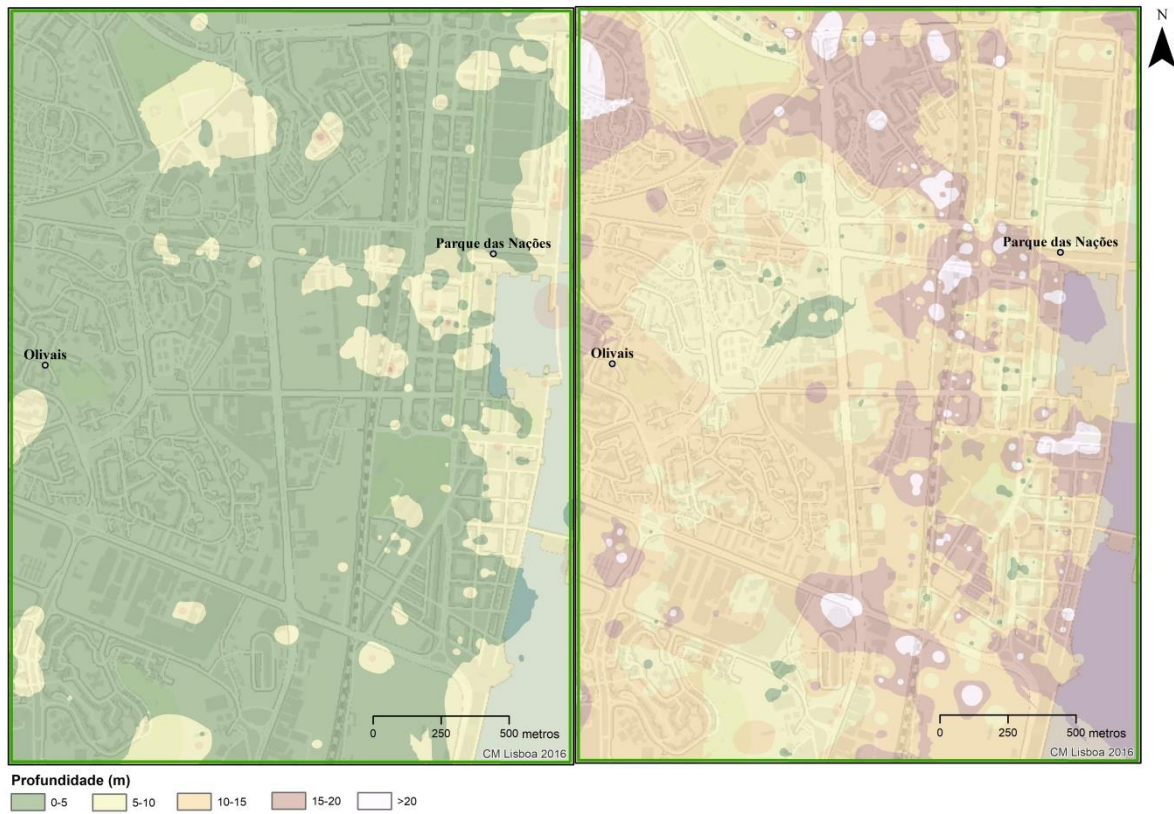 N
Parque das Nações
Olivais
0 250 500 metros
CM Lisboa 2016
Parque das Nações
Olivais
0 250 500 metros
CM Lisboa 2016
Profundidade (m)
0-5 5-10 10-15 15-20 >20